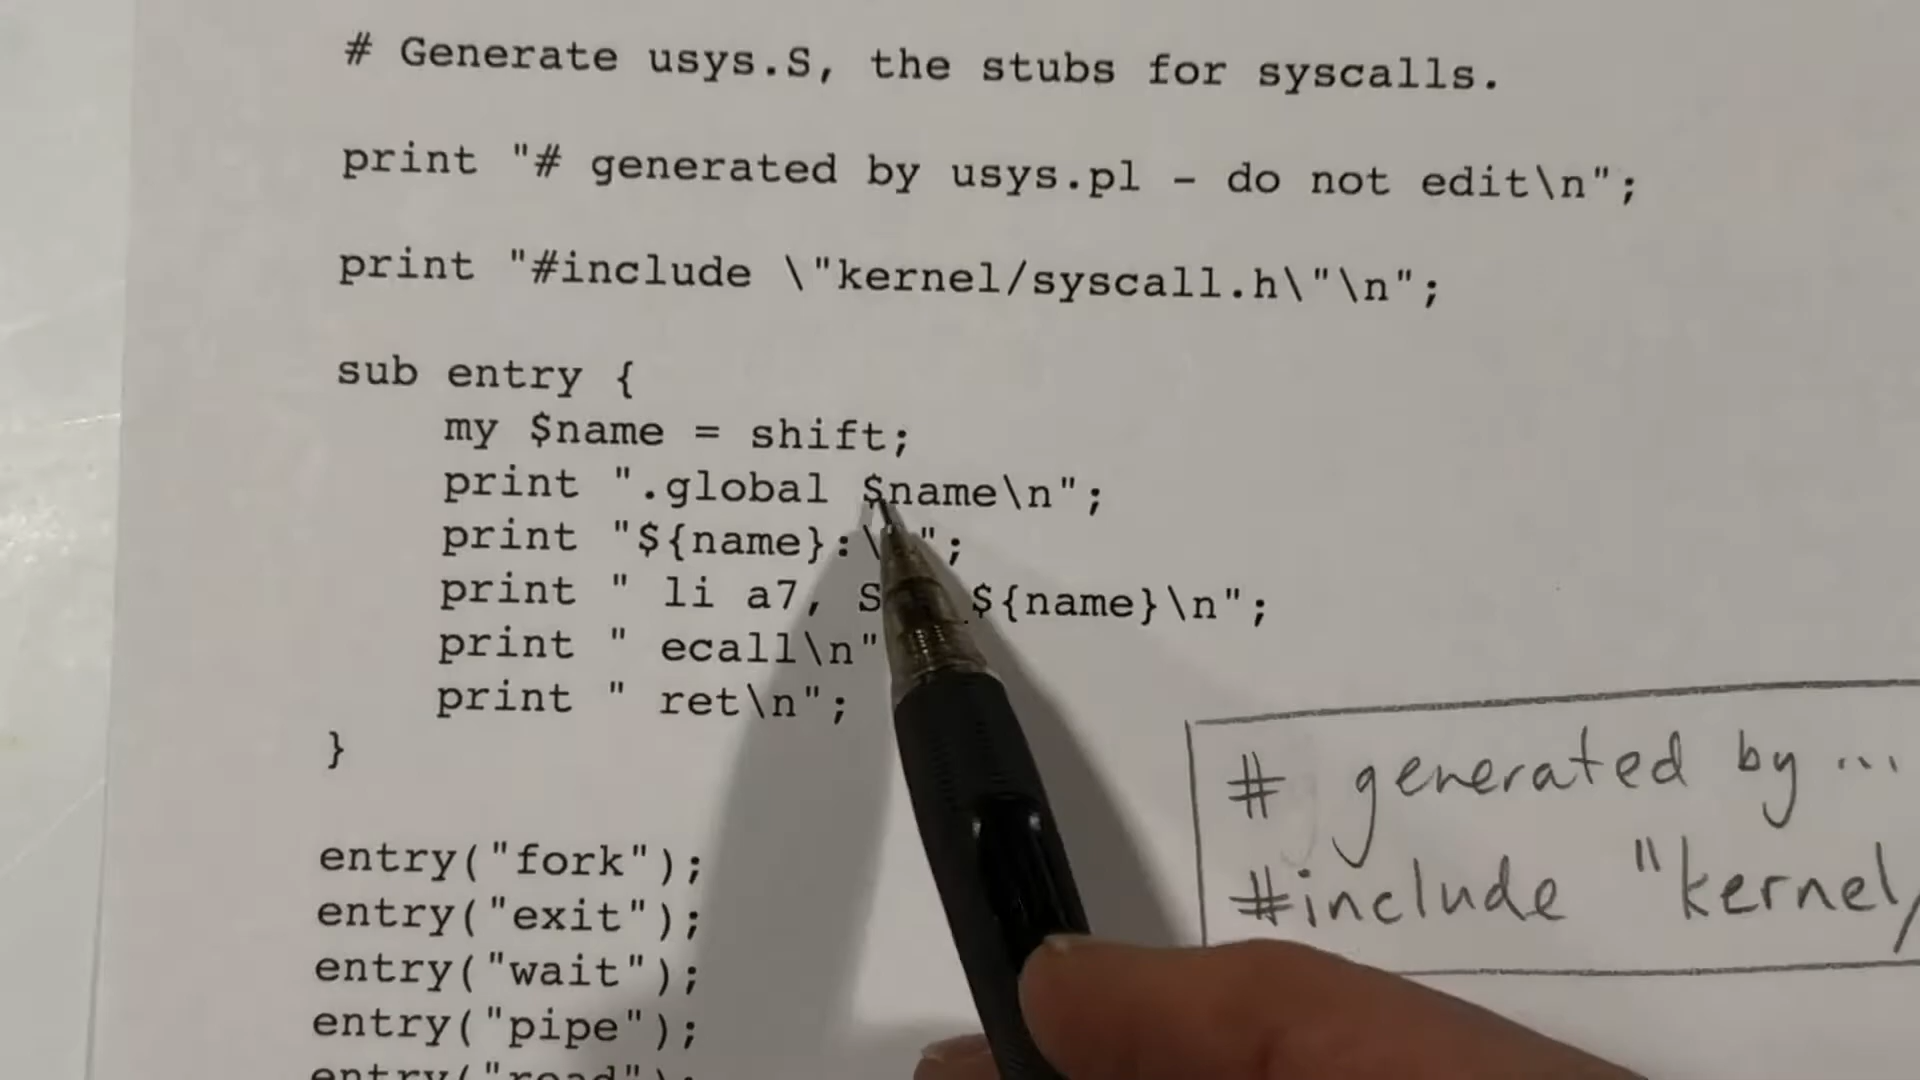 # Generate usys.S, the stubs for syscalls.
print "# generated by usys.pl - do not edit\n";
print "#include \"kernel/syscall.h\"\n";
sub entry {
my $name = shift;
print ".global $name\n";
print "${name}:\ ";
print " li a7, S ${name}\n";
print " ecall\n"
print " ret\n";
}
entry("fork");
entry("exit");
entry("wait");
entry("pipe");
entry("read");
# generated by ...
#include "kernel/